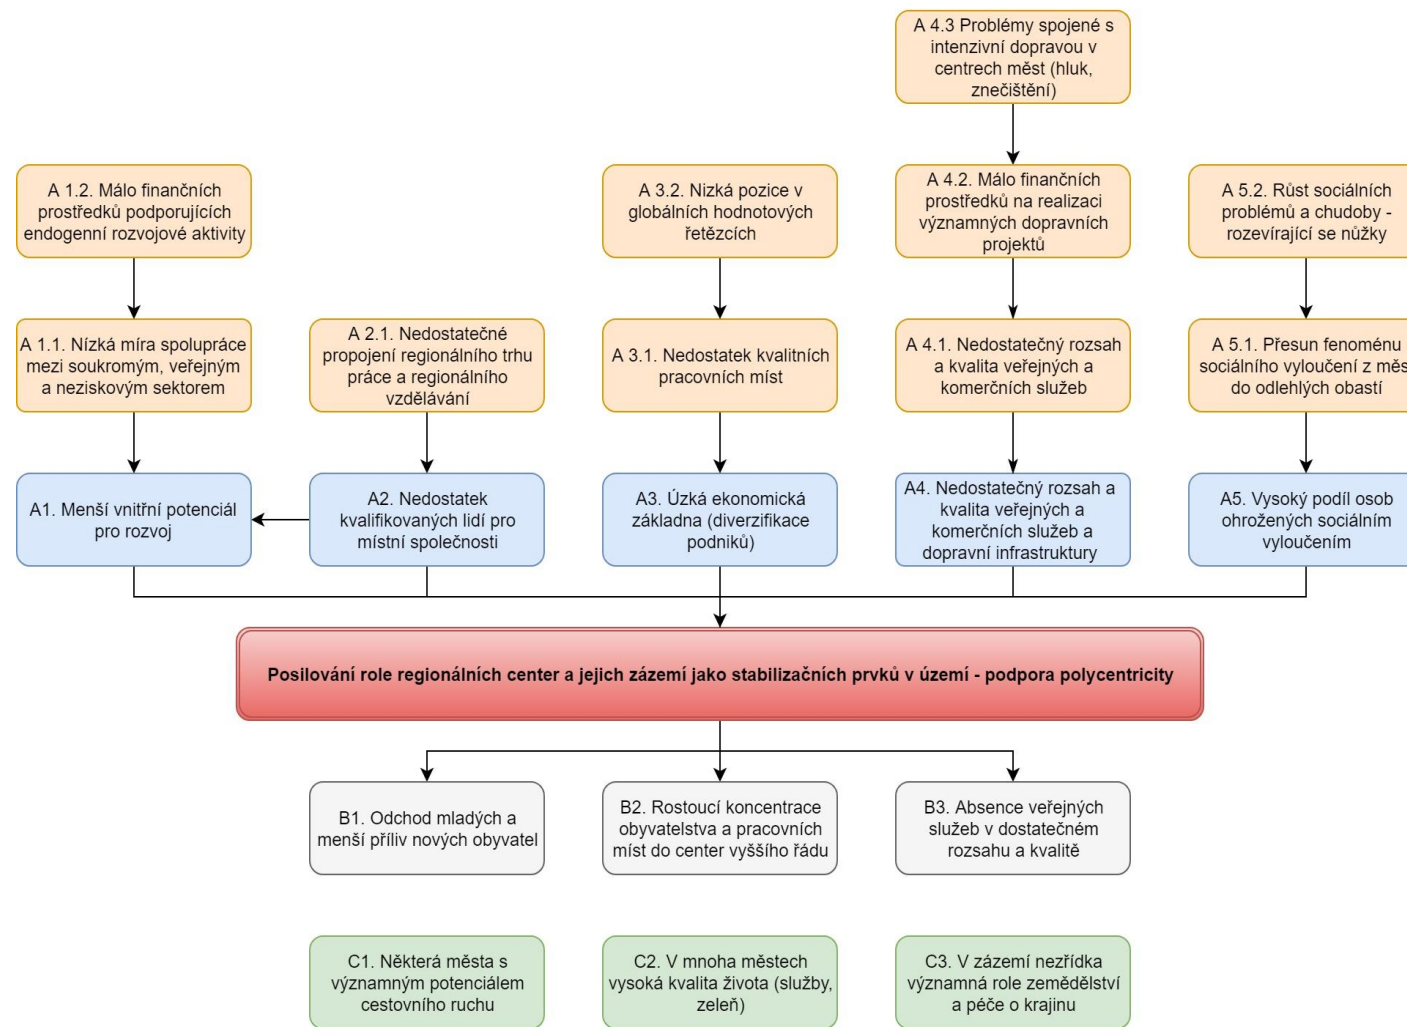 A 4.3 Problémy spojené s
intenzivní dopravou v
centrech měst (hluk,
znečištění)
A 1.2. Málo finančních
prostředků podporujících
endogenní rozvojové aktivity
A 3.2. Nizká pozice v
globálních hodnotových
řetězcích
A 4.2. Málo finančních
prostředků na realizaci
významných dopravních
projektů
A 5.2. Růst sociálních
problémů a chudoby -
rozevírající se nůžky
A 1.1. Nízká míra spolupráce
mezi soukromým, veřejným
a neziskovým sektorem
A 2.1. Nedostatečné
propojení regionálního trhu
práce a regionálního
vzdělávání
A 3.1. Nedostatek kvalitních
pracovních míst
A 4.1. Nedostatečný rozsah
a kvalita veřejných a
komerčních služeb
A 5.1. Přesun fenoménu
sociálního vyloučení z měs
do odlehlých obastí
A1. Menší vnitřní potenciál
pro rozvoj
A2. Nedostatek
kvalifikovaných lidí pro
místní společnosti
A3. Úzká ekonomická
základna (diverzifikace
podniků)
A4. Nedostatečný rozsah a
kvalita veřejných a
komerčních služeb a
dopravní infrastruktury
A5. Vysoký podíl osob
ohrožených sociálním
vyloučením
Posilování role regionálních center a jejich zázemí jako stabilizačních prvků v území - podpora polycentricity
B1. Odchod mladých a
menší příliv nových obyvatel
B2. Rostoucí koncentrace
obyvatelstva a pracovních
míst do center vyššího řádu
B3. Absence veřejných
služeb v dostatečném
rozsahu a kvalitě
C1. Některá města s
významným potenciálem
cestovního ruchu
C2. V mnoha městech
vysoká kvalita života (služby,
zeleň)
C3. V zázemí nezřídka
významná role zemědělství
a péče o krajinu